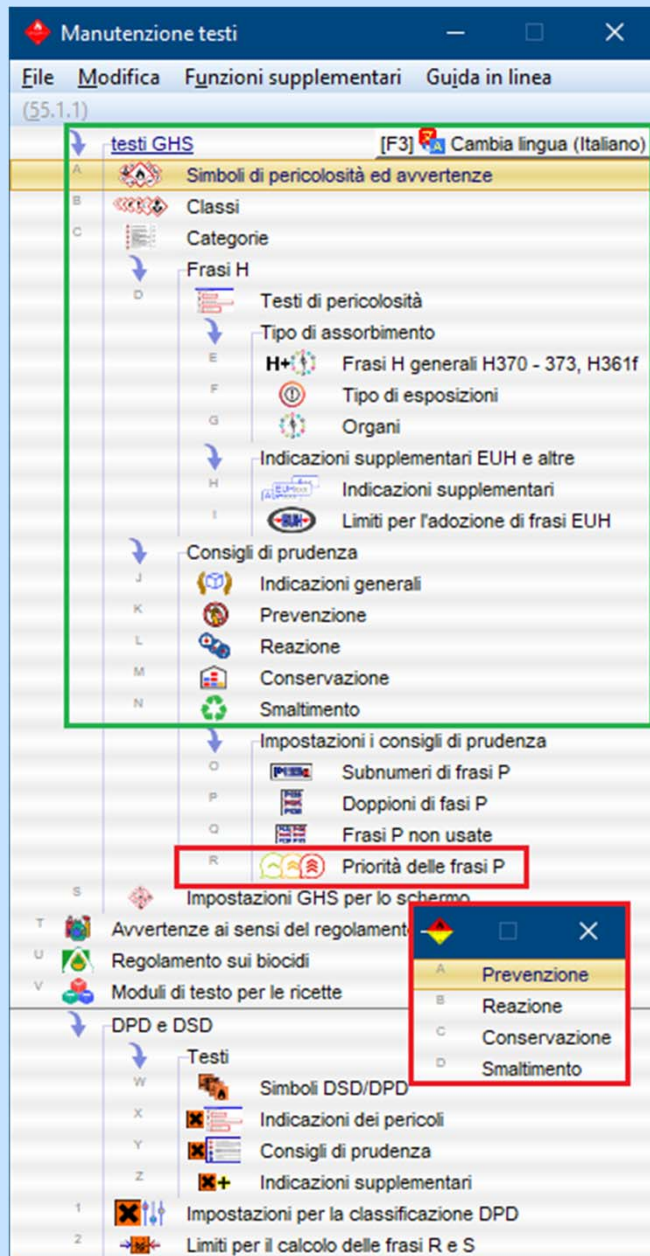 Manutenzione testi
File Modifica Funzioni supplementari Guida in linea
(55.1.1)
testi GHS [F3] Cambia lingua (Italiano)
A Simboli di pericolosità ed avvertenze
B Classi
C Categorie
Frasi H
D Testi di pericolosità
Tipo di assorbimento
E H+ Frasi H generali H370 - 373, H361f
F Tipo di esposizioni
G Organi
Indicazioni supplementari EUH e altre
H Indicazioni supplementari
I EUH Limiti per l'adozione di frasi EUH
Consigli di prudenza
J Indicazioni generali
K Prevenzione
L Reazione
M Conservazione
N Smaltimento
Impostazioni i consigli di prudenza
O Subnumeri di frasi P
P Doppioni di fasi P
Q Frasi P non usate
R Priorità delle frasi P
S Impostazioni GHS per lo schermo
T Avvertenze ai sensi del regolamento
U Regolamento sui biocidi
V Moduli di testo per le ricette
A Prevenzione
B Reazione
C Conservazione
D Smaltimento
DPD e DSD
Testi
W Simboli DSD/DPD
X Indicazioni dei pericoli
Y Consigli di prudenza
Z Indicazioni supplementari
1 Impostazioni per la classificazione DPD
2 Limiti per il calcolo delle frasi R e S